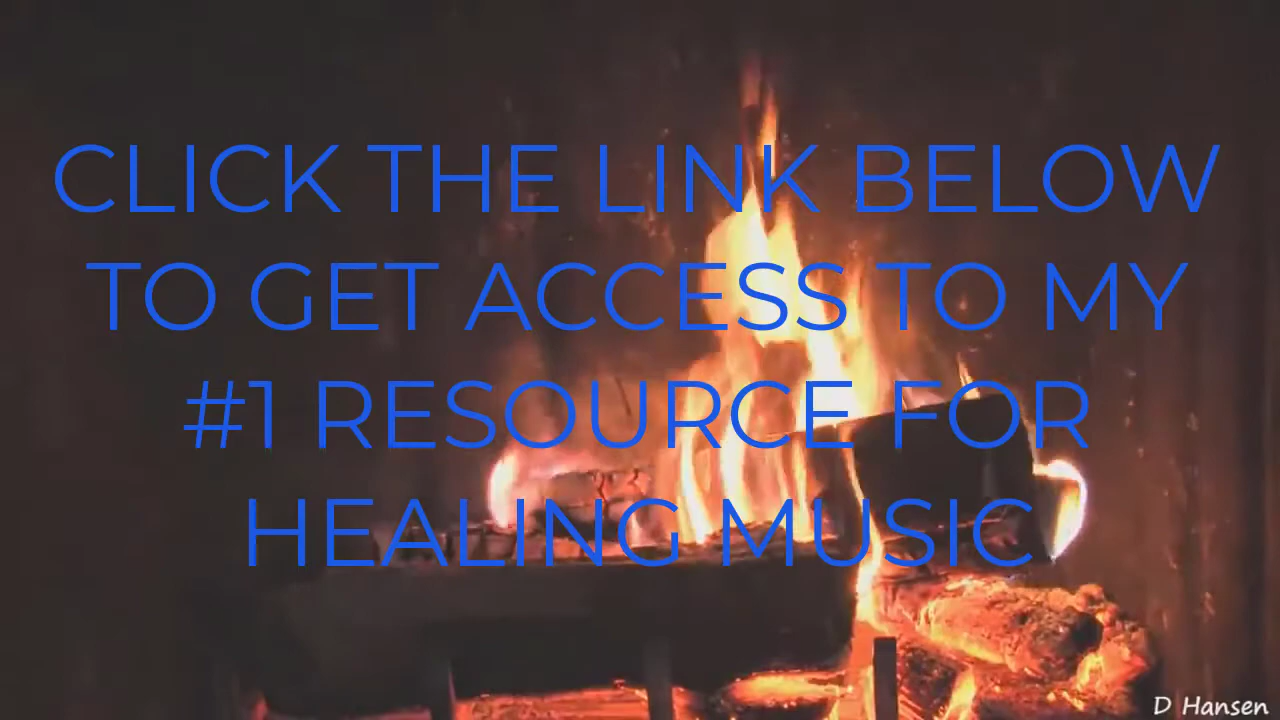 CLICK THE LINK BELOW
TO GET ACCESS TO MY
#1 RESOURCE FOR
HEALING MUSIC
D Hansen